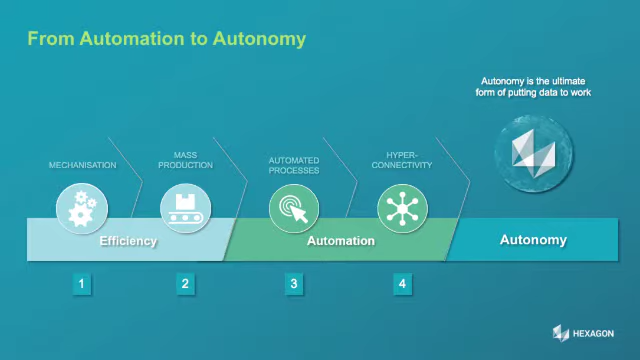 From Automation to Autonomy
Autonomy is the ultimate
form of putting data to work
MECHANISATION
MASS
PRODUCTION
AUTOMATED
PROCESSES
HYPER-
CONNECTIVITY
Efficiency
Automation
Autonomy
1
2
3
4
HEXAGON